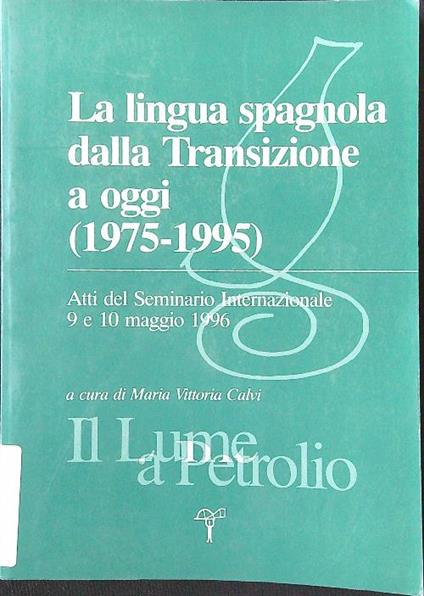 La lingua spagnola
dalla Transizione
a oggi
(1975-1995)
Atti del Seminario Internazionale
9 e 10 maggio 1996
a cura di Maria Vittoria Calvi
Il Lume
a Petrolio